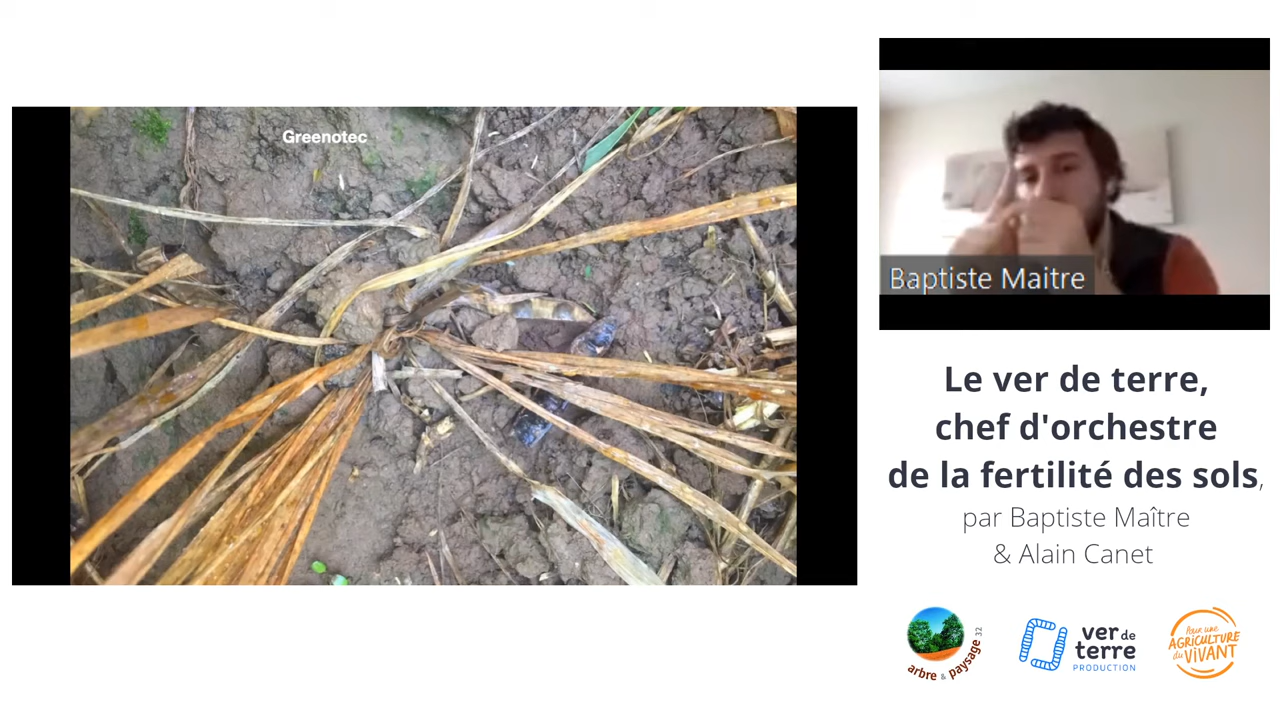 Greenotec
Baptiste Maitre
Le ver de terre,
chef d'orchestre
de la fertilité des sols,
par Baptiste Maître
& Alain Canet
arbre & paysage 32
ver de
terre
PRODUCTION
Pour une
AGRiCULTURE
du ViVANT